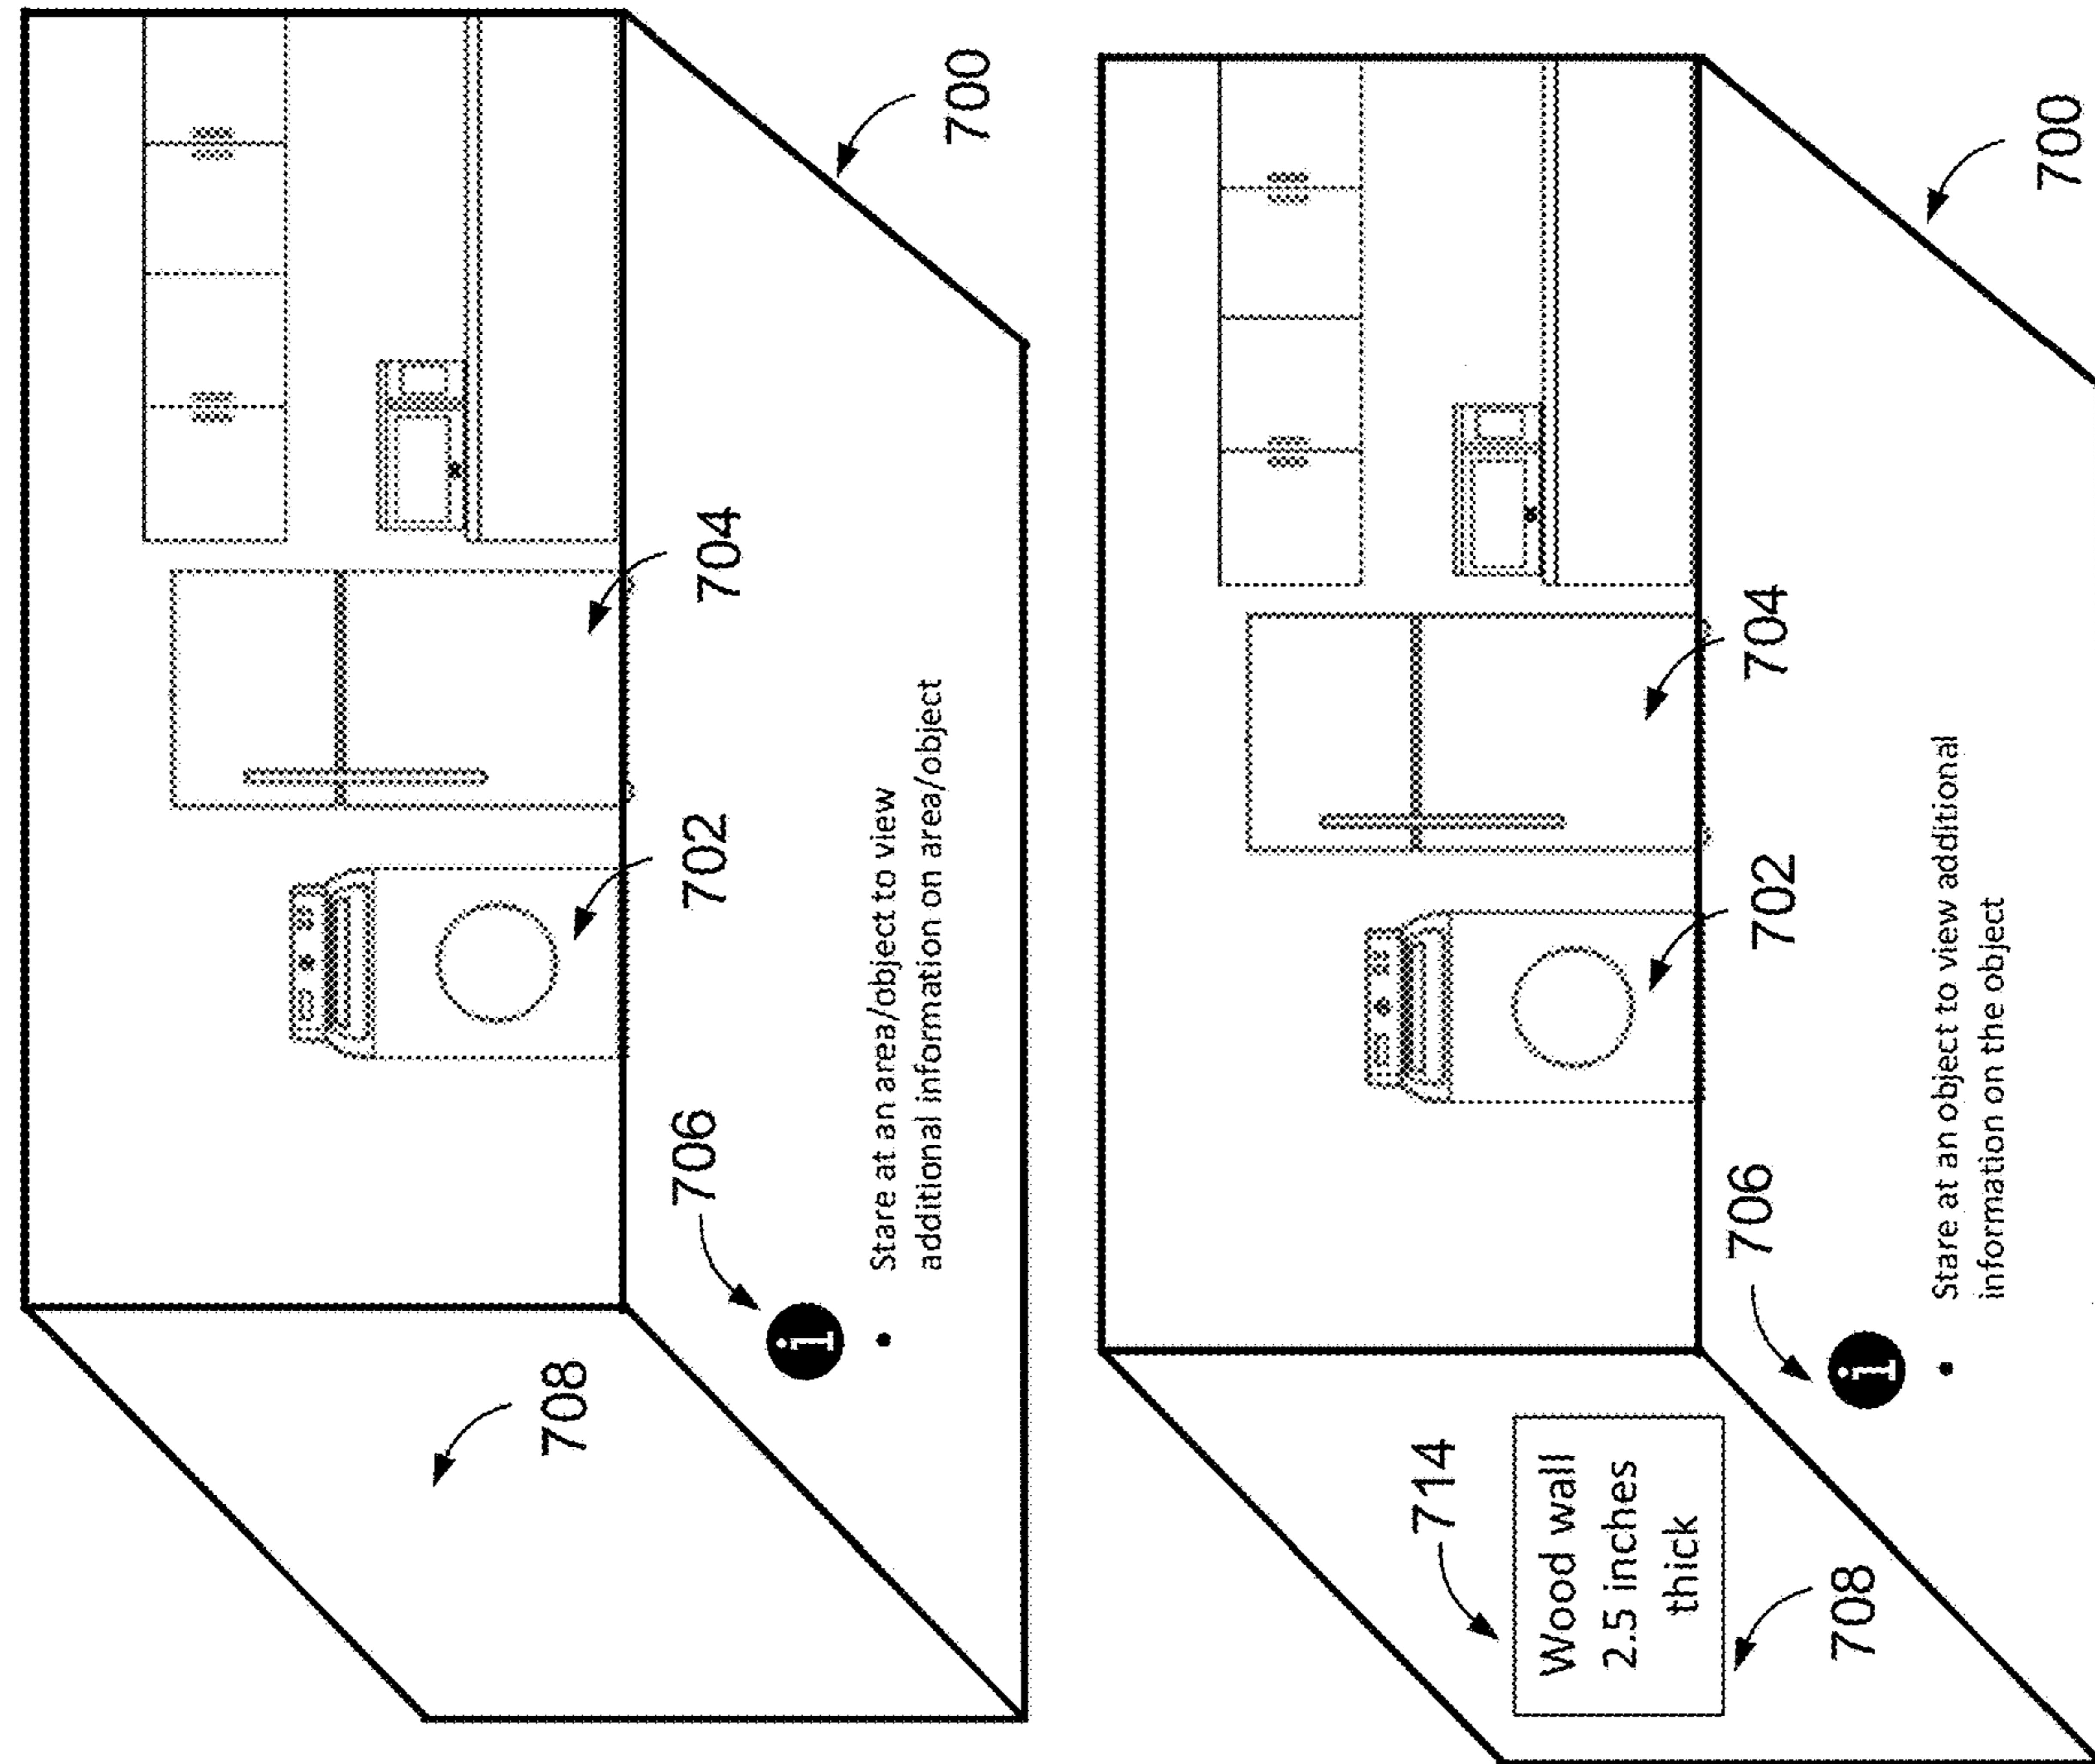 700
704
702
706
708
i
• Stare at an area/object to view
additional information on area/object
700
704
702
706
714
708
Wood wall
2.5 inches
thick
i
• Stare at an object to view additional
information on the object